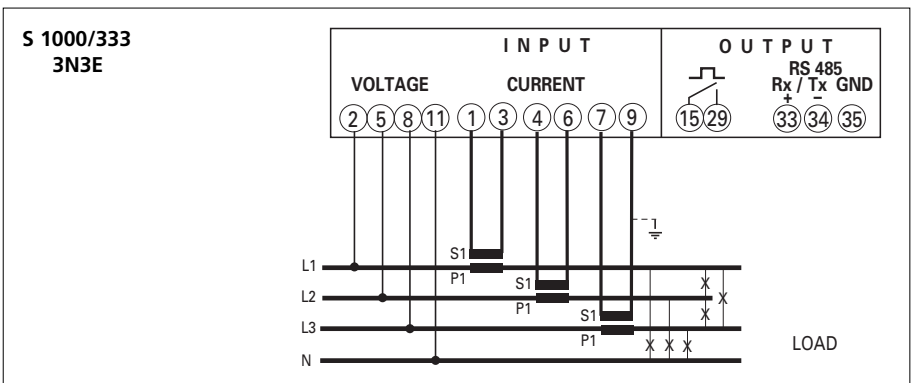 S 1000/333
3N3E
INPUT
OUTPUT
VOLTAGE
CURRENT
RS 485
Rx / Tx GND
+ –
2 5 8 11 1 3 4 6 7 9
15 29 33 34 35
S1
L1
P1
S1
L2
P1
S1
L3
P1
X X X X X X
LOAD
N